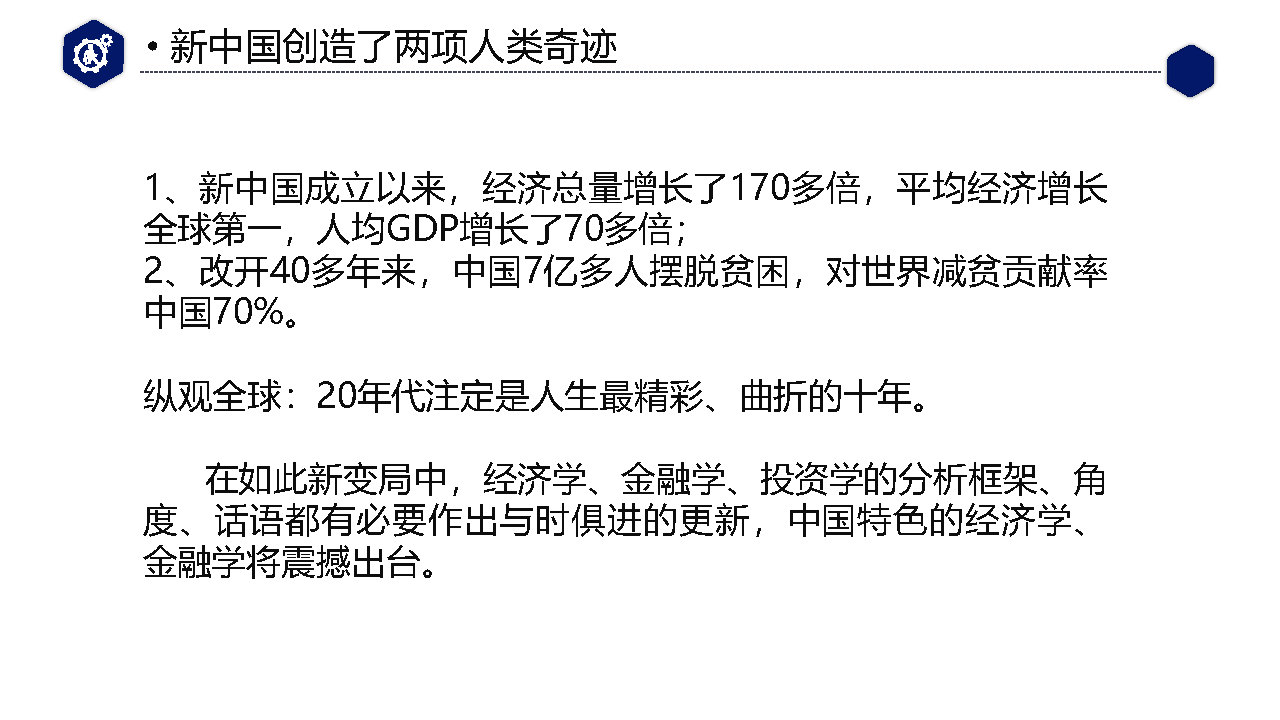 • 新中国创造了两项人类奇迹
1、新中国成立以来，经济总量增长了170多倍，平均经济增长
全球第一，人均GDP增长了70多倍；
2、改开40多年来，中国7亿多人摆脱贫困，对世界减贫贡献率
中国70%。
纵观全球：20年代注定是人生最精彩、曲折的十年。
在如此新变局中，经济学、金融学、投资学的分析框架、角
度、话语都有必要作出与时俱进的更新，中国特色的经济学、
金融学将震撼出台。